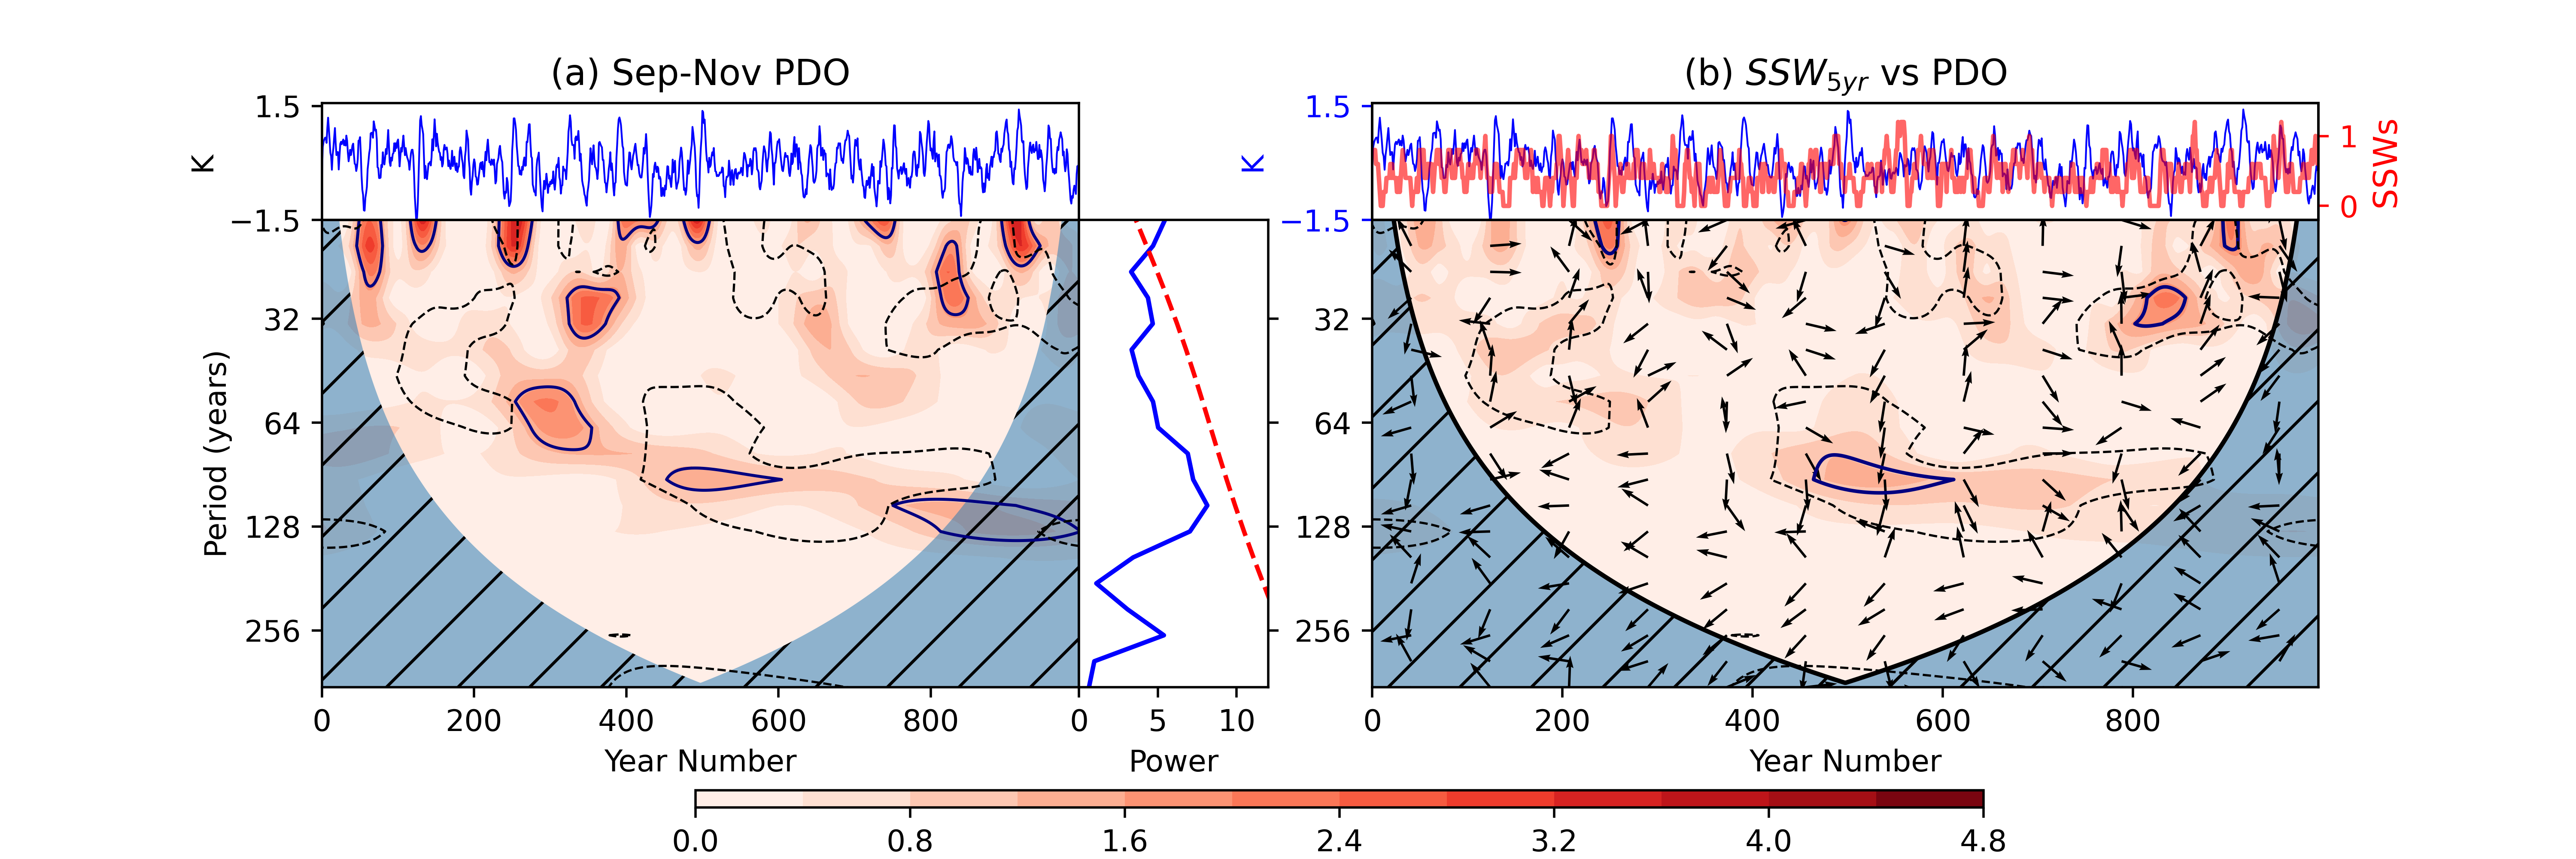 (a) Sep-Nov PDO
(b) SSW5yr vs PDO
1.5
K
−1.5
32
64
128
256
Period (years)
0 200 400 600 800
Year Number
0 5 10
Power
1.5
K
−1.5
1
0
SSWs
32
64
128
256
0 200 400 600 800
Year Number
0.0 0.8 1.6 2.4 3.2 4.0 4.8